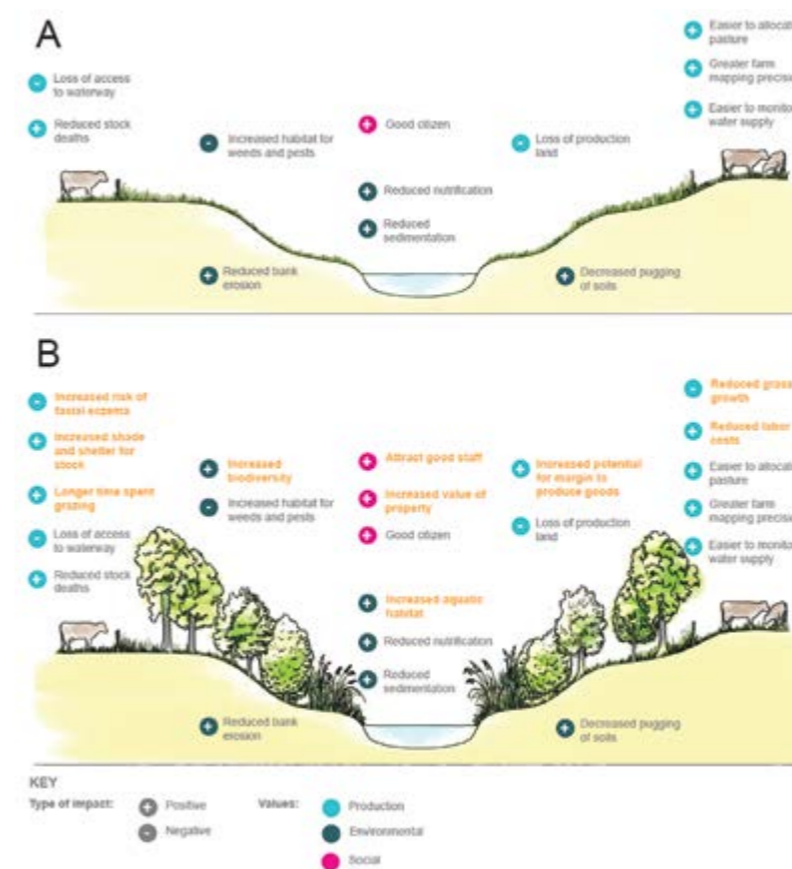 A
- Loss of access
to waterway
+ Reduced stock
deaths
- Increased habitat for
weeds and pests
+ Good citizen
+ Reduced nutrification
+ Reduced
sedimentation
- Loss of production
land
+ Easier to allocat
pasture
+ Greater farm
mapping precisi
+ Easier to monito
water supply
+ Reduced bank
erosion
+ Decreased pugging
of soils
B
- Increased risk of
facial eczema
+ Increased shade
and shelter for
stock
+ Longer time spent
grazing
- Loss of access
to waterway
+ Reduced stock
deaths
+ Increased
biodiversity
- Increased habitat for
weeds and pests
+ Attract good staff
+ Increased value of
property
+ Good citizen
+ Increased aquatic
habitat
+ Reduced nutrification
+ Reduced
sedimentation
+ Increased potential
for margin to
produce goods
- Loss of production
land
- Reduced grass
growth
+ Reduced labor
costs
+ Easier to allocat
pasture
+ Greater farm
mapping precisi
+ Easier to monito
water supply
+ Reduced bank
erosion
+ Decreased pugging
of soils
KEY
Type of impact:
+ Positive
- Negative
Values:
Production
Environmental
Social